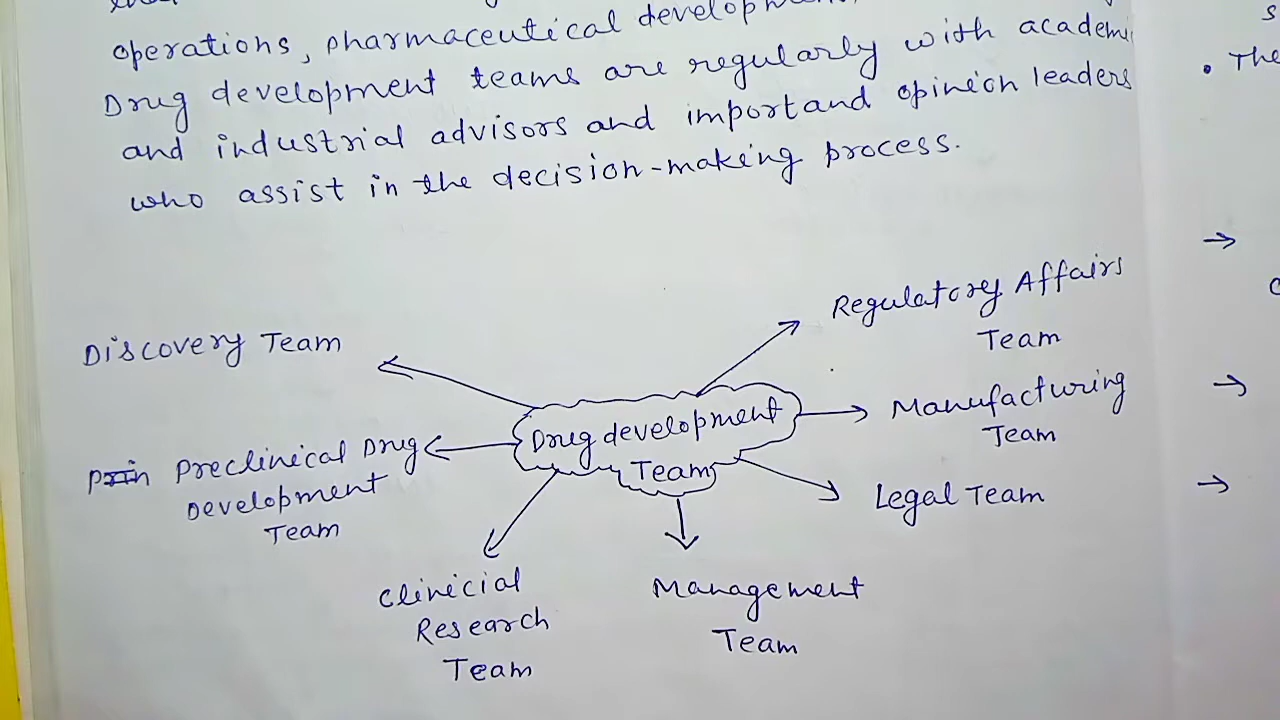 operations, pharmaceutical development,
Drug development teams are regularly with academi
and industrial advisors and importand opinion leaders
who assist in the decision-making process.
Regulatory Affairs
Team
Discovery Team
Manufacturing
Team
Drug development
Team
Preclinical Drug
Development
Team
Legal Team
Clinicial
Research
Team
Management
Team
• The